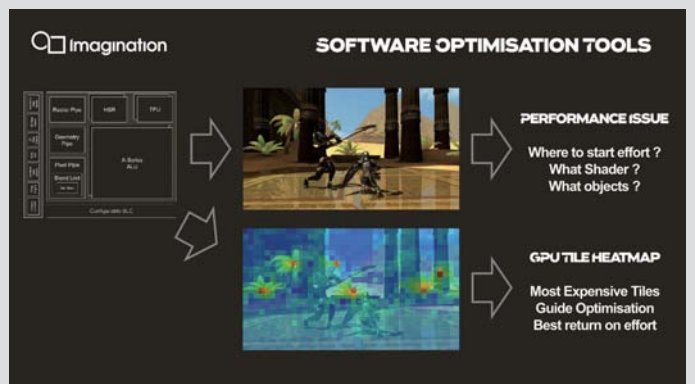 Imagination
SOFTWARE OPTIMISATION TOOLS
Raster Pipe
HSR
TPU
Geometry
Pipe
Pixel Pipe
A-Series
ALU
Configurable SLC
PERFORMANCE ISSUE
Where to start effort ?
What Shader ?
What objects ?
GPU TILE HEATMAP
Most Expensive Tiles
Guide Optimisation
Best return on effort